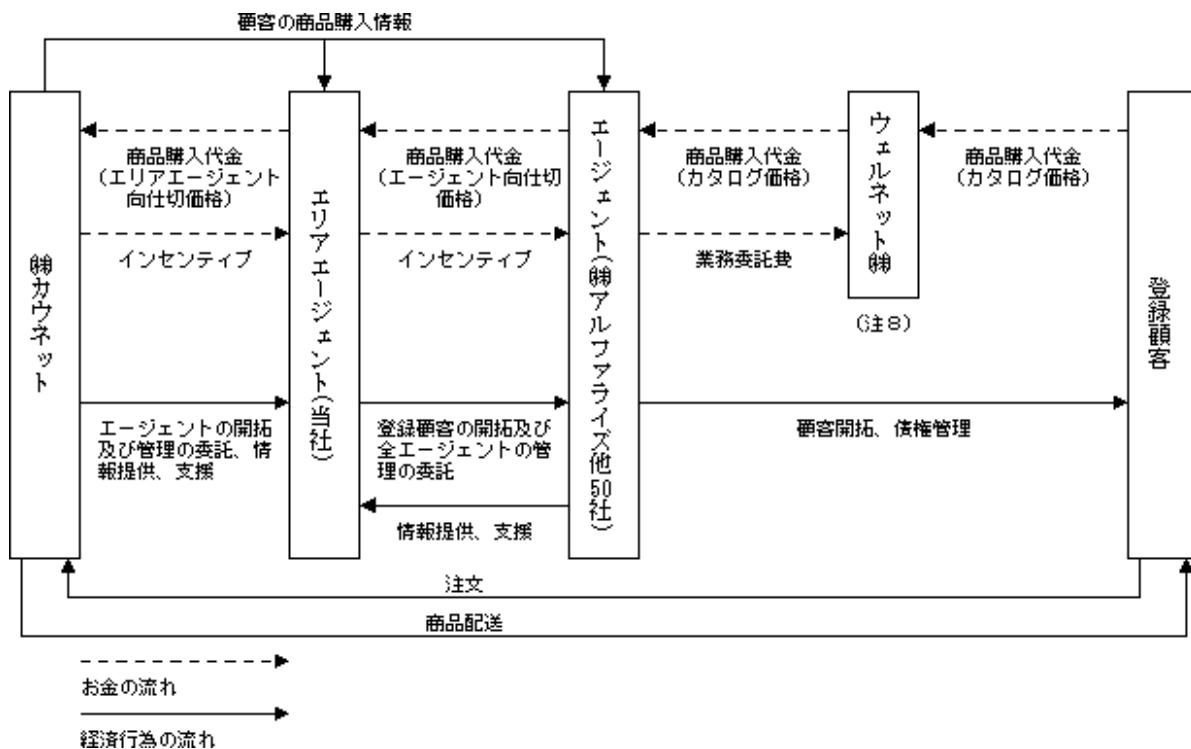 顧客の商品購入情報
㈱カウネット
エリアエージェント(当社)
エージェント(㈱アルファライズ他50社)
ウェルネット㈱
登録顧客
商品購入代金
(エリアエージェント
向仕切価格)
商品購入代金
(エージェント向仕切
価格)
商品購入代金
(カタログ価格)
商品購入代金
(カタログ価格)
インセンティブ
インセンティブ
業務委託費
(注8)
エージェントの開拓
及び管理の委託、情
報提供、支援
登録顧客の開拓及び
全エージェントの管
理の委託
顧客開拓、債権管理
情報提供、支援
注文
商品配送
お金の流れ
経済行為の流れ